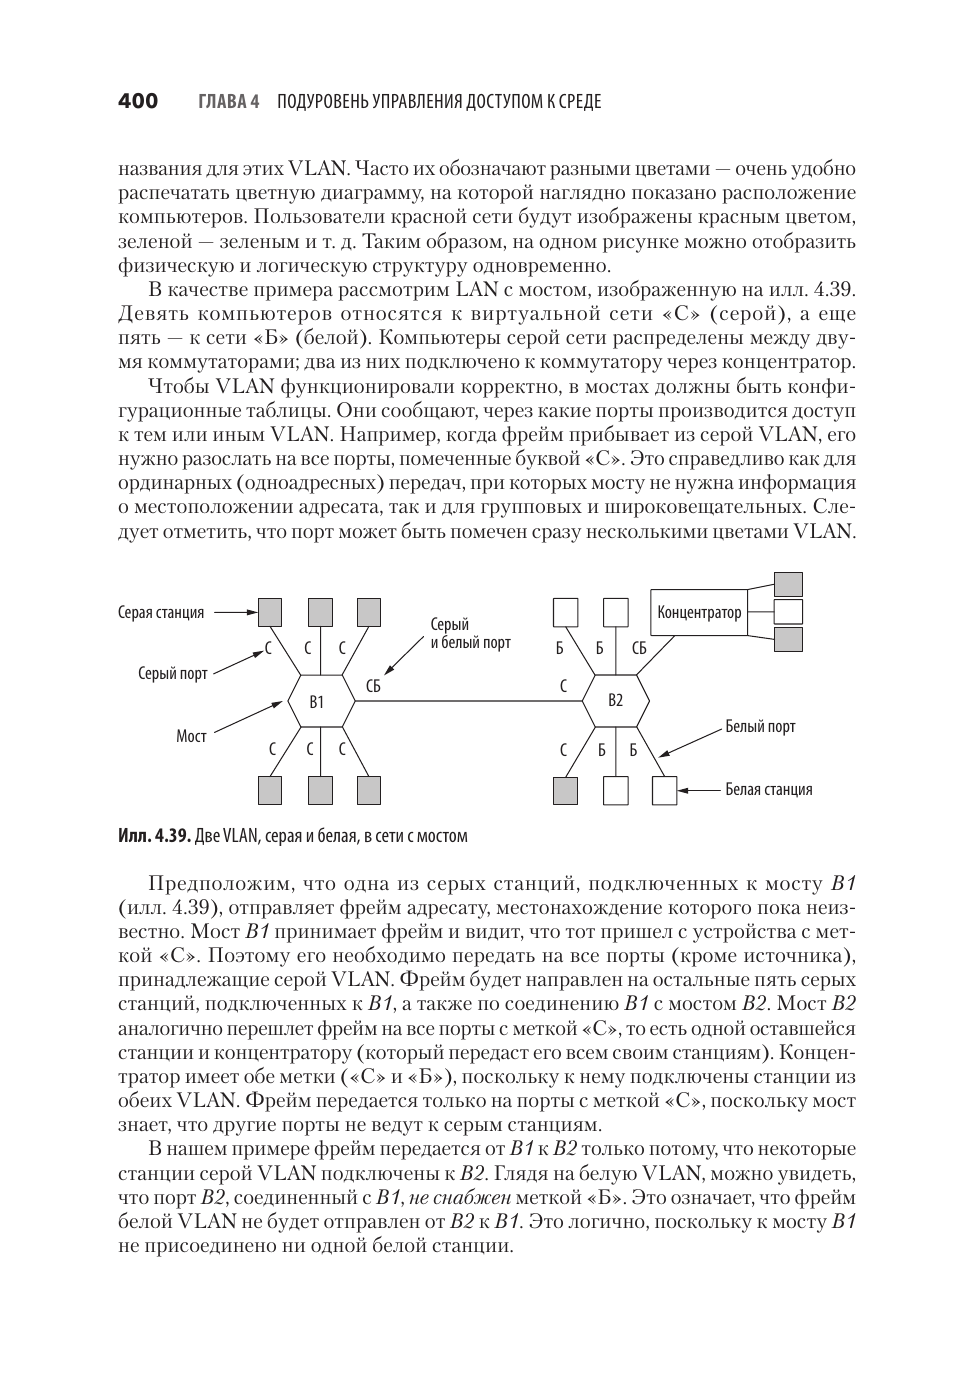 400 ГЛАВА 4 ПОДУРОВЕНЬ УПРАВЛЕНИЯ ДОСТУПОМ К СРЕДЕ
названия для этих VLAN. Часто их обозначают разными цветами — очень удобно
распечатать цветную диаграмму, на которой наглядно показано расположение
компьютеров. Пользователи красной сети будут изображены красным цветом,
зеленой — зеленым и т. д. Таким образом, на одном рисунке можно отобразить
физическую и логическую структуру одновременно.
В качестве примера рассмотрим LAN с мостом, изображенную на илл. 4.39.
Девять компьютеров относятся к виртуальной сети «С» (серой), а еще
пять — к сети «Б» (белой). Компьютеры серой сети распределены между дву-
мя коммутаторами; два из них подключено к коммутатору через концентратор.
Чтобы VLAN функционировали корректно, в мостах должны быть конфи-
гурационные таблицы. Они сообщают, через какие порты производится доступ
к тем или иным VLAN. Например, когда фрейм прибывает из серой VLAN, его
нужно разослать на все порты, помеченные буквой «С». Это справедливо как для
ординарных (одноадресных) передач, при которых мосту не нужна информация
о местоположении адресата, так и для групповых и широковещательных. Сле-
дует отметить, что порт может быть помечен сразу несколькими цветами VLAN.
Серая станция
Концентратор
Серый
и белый порт
С С С
Б Б СБ
Серый порт
СБ
С
B1
B2
Мост
Белый порт
С С С
С Б Б
Белая станция
Илл. 4.39. Две VLAN, серая и белая, в сети с мостом
Предположим, что одна из серых станций, подключенных к мосту B1
(илл. 4.39), отправляет фрейм адресату, местонахождение которого пока неиз-
вестно. Мост B1 принимает фрейм и видит, что тот пришел с устройства с мет-
кой «С». Поэтому его необходимо передать на все порты (кроме источника),
принадлежащие серой VLAN. Фрейм будет направлен на остальные пять серых
станций, подключенных к B1, а также по соединению B1 с мостом B2. Мост B2
аналогично перешлет фрейм на все порты с меткой «С», то есть одной оставшейся
станции и концентратору (который передаст его всем своим станциям). Концен-
тратор имеет обе метки («С» и «Б»), поскольку к нему подключены станции из
обеих VLAN. Фрейм передается только на порты с меткой «С», поскольку мост
знает, что другие порты не ведут к серым станциям.
В нашем примере фрейм передается от B1 к B2 только потому, что некоторые
станции серой VLAN подключены к B2. Глядя на белую VLAN, можно увидеть,
что порт B2, соединенный с B1, не снабжен меткой «Б». Это означает, что фрейм
белой VLAN не будет отправлен от B2 к B1. Это логично, поскольку к мосту B1
не присоединено ни одной белой станции.